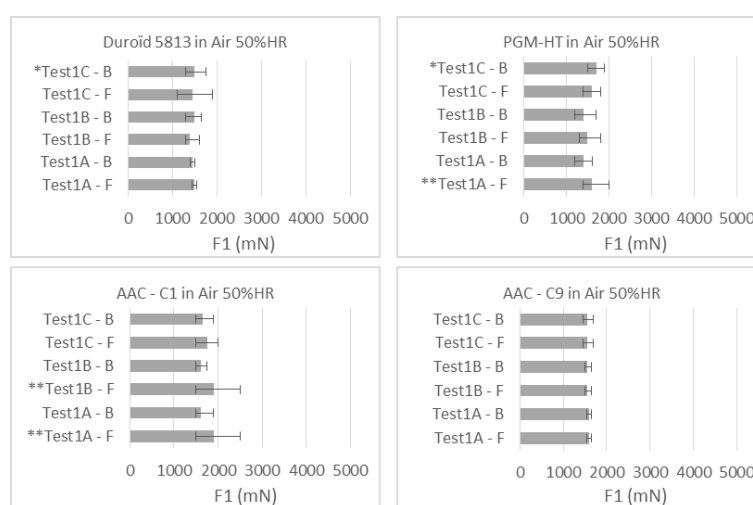 Duroïd 5813 in Air 50%HR
*Test1C - B
Test1C - F
Test1B - B
Test1B - F
Test1A - B
Test1A - F
0 1000 2000 3000 4000 5000
F1 (mN)
PGM-HT in Air 50%HR
*Test1C - B
Test1C - F
Test1B - B
Test1B - F
Test1A - B
**Test1A - F
0 1000 2000 3000 4000 5000
F1 (mN)
AAC - C1 in Air 50%HR
Test1C - B
Test1C - F
Test1B - B
**Test1B - F
Test1A - B
**Test1A - F
0 1000 2000 3000 4000 5000
F1 (mN)
AAC - C9 in Air 50%HR
Test1C - B
Test1C - F
Test1B - B
Test1B - F
Test1A - B
Test1A - F
0 1000 2000 3000 4000 5000
F1 (mN)